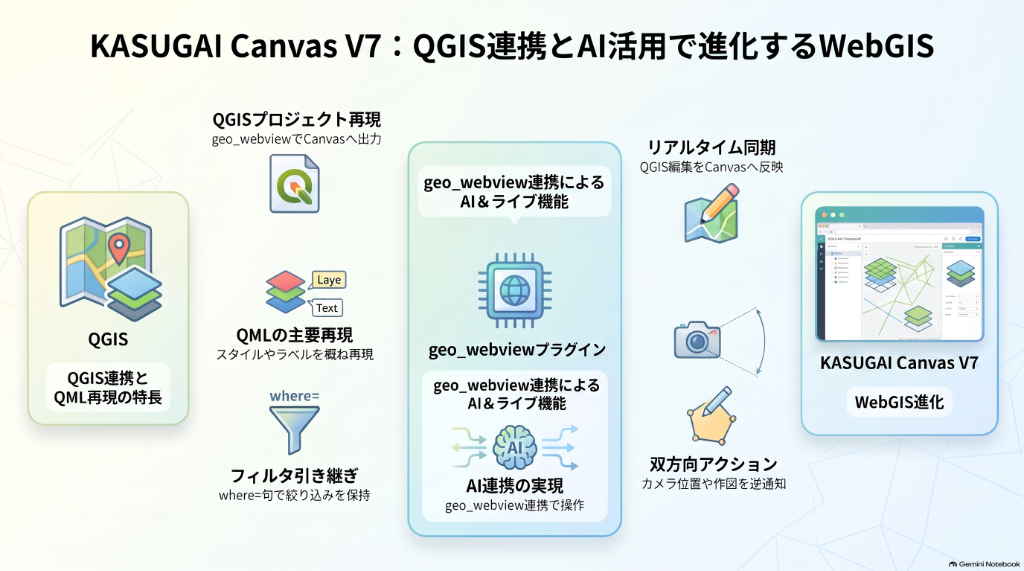 KASUGAI Canvas V7：QGIS連携とAI活用で進化するWebGIS
QGIS
QGIS連携と
QML再現の特長
QGISプロジェクト再現
geo_webviewでCanvasへ出力
Laye
Text
QMLの主要再現
スタイルやラベルを概ね再現
where=
フィルタ引き継ぎ
where=句で絞り込みを保持
geo_webview連携による
AI＆ライブ機能
geo_webviewプラグイン
geo_webview連携による
AI＆ライブ機能
AI
AI連携の実現
geo_webview連携で操作
リアルタイム同期
QGIS編集をCanvasへ反映
双方向アクション
カメラ位置や作図を逆通知
KASUGAI Canvas V7
WebGIS進化
Gemini Notebook